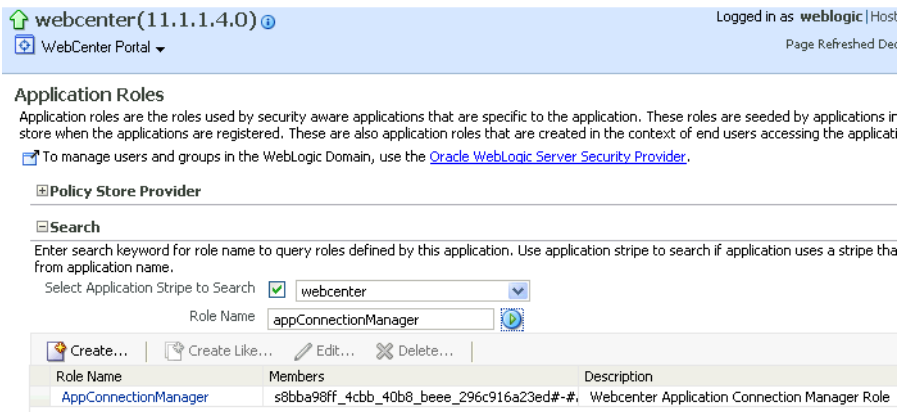 webcenter(11.1.1.4.0)
Logged in as weblogic|Host
WebCenter Portal
Page Refreshed Dec
Application Roles
Application roles are the roles used by security aware applications that are specific to the application. These roles are seeded by applications in
store when the applications are registered. These are also application roles that are created in the context of end users accessing the applicati
To manage users and groups in the WebLogic Domain, use the Oracle WebLogic Server Security Provider.
Policy Store Provider
Search
Enter search keyword for role name to query roles defined by this application. Use application stripe to search if application uses a stripe tha
from application name.
Select Application Stripe to Search webcenter
Role Name appConnectionManager
Create... Create Like... Edit... Delete...
Role Name Members Description
AppConnectionManager s8bba98ff_4cbb_40b8_beee_296c916a23ed#-#. Webcenter Application Connection Manager Role